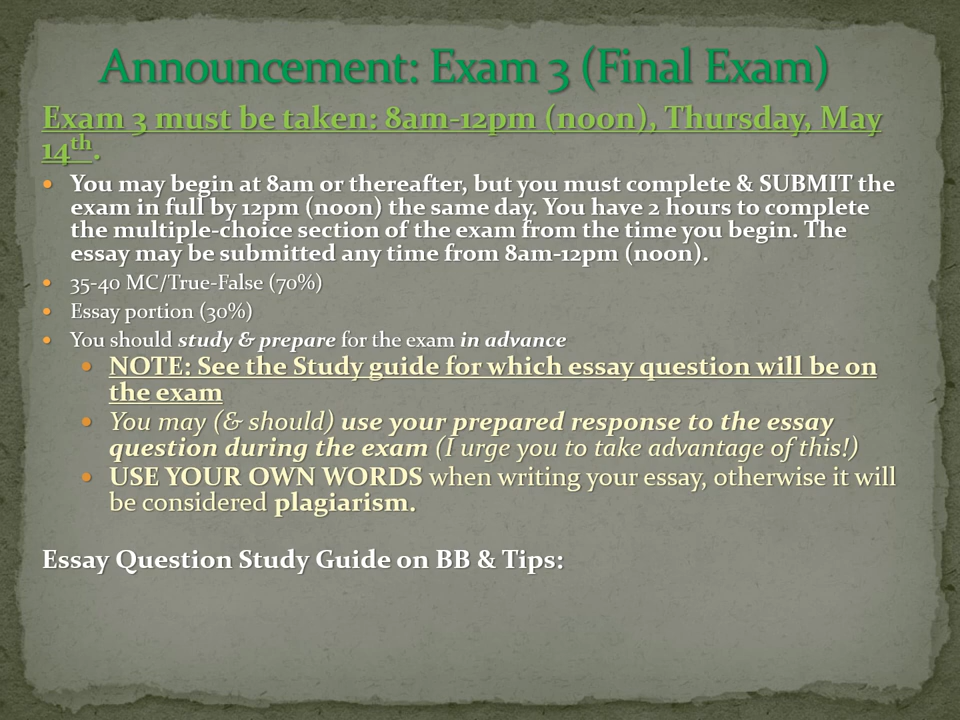 Announcement: Exam 3 (Final Exam)
Exam 3 must be taken: 8am-12pm (noon), Thursday, May
14th.
• You may begin at 8am or thereafter, but you must complete & SUBMIT the
exam in full by 12pm (noon) the same day. You have 2 hours to complete
the multiple-choice section of the exam from the time you begin. The
essay may be submitted any time from 8am-12pm (noon).
• 35-40 MC/True-False (70%)
• Essay portion (30%)
• You should study & prepare for the exam in advance
• NOTE: See the Study guide for which essay question will be on
the exam
• You may (& should) use your prepared response to the essay
question during the exam (I urge you to take advantage of this!)
• USE YOUR OWN WORDS when writing your essay, otherwise it will
be considered plagiarism.
Essay Question Study Guide on BB & Tips: